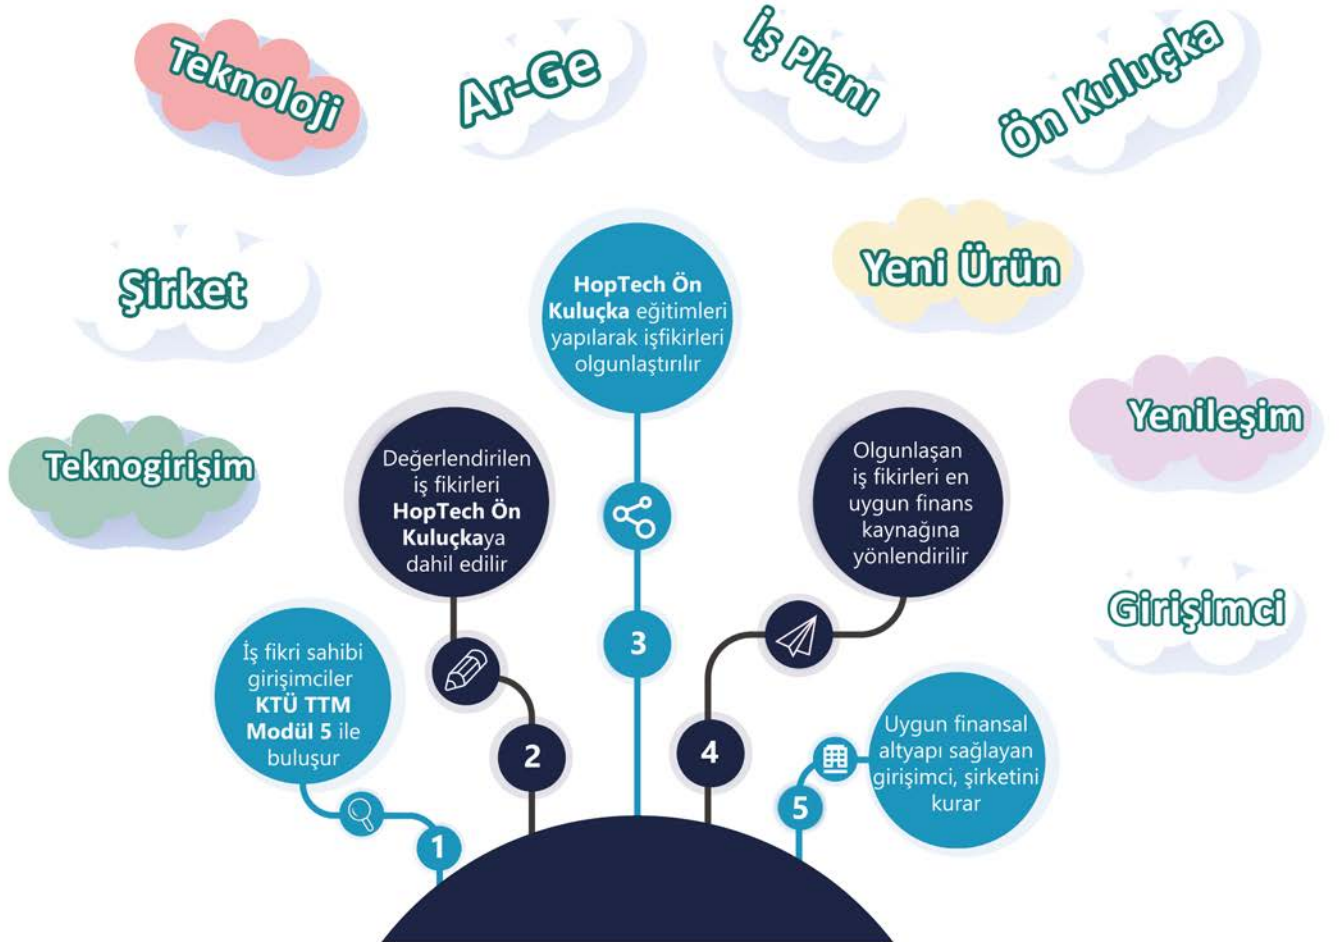 Teknoloji
Ar-Ge
İş Planı
Ön Kuluçka
Şirket
Yeni Ürün
Teknogirişim
Yenileşim
Girişimci
İş fikri sahibi
girişimciler
KTÜ TTM
Modül 5 ile
buluşur
1
Değerlendirilen
iş fikirleri
HopTech Ön
Kuluçkaya
dahil edilir
2
HopTech Ön
Kuluçka eğitimleri
yapılarak işfikirleri
olgunlaştırılır
3
Olgunlaşan
iş fikirleri en
uygun finans
kaynağına
yönlendirilir
4
Uygun finansal
altyapı sağlayan
girişimci, şirketini
kurar
5